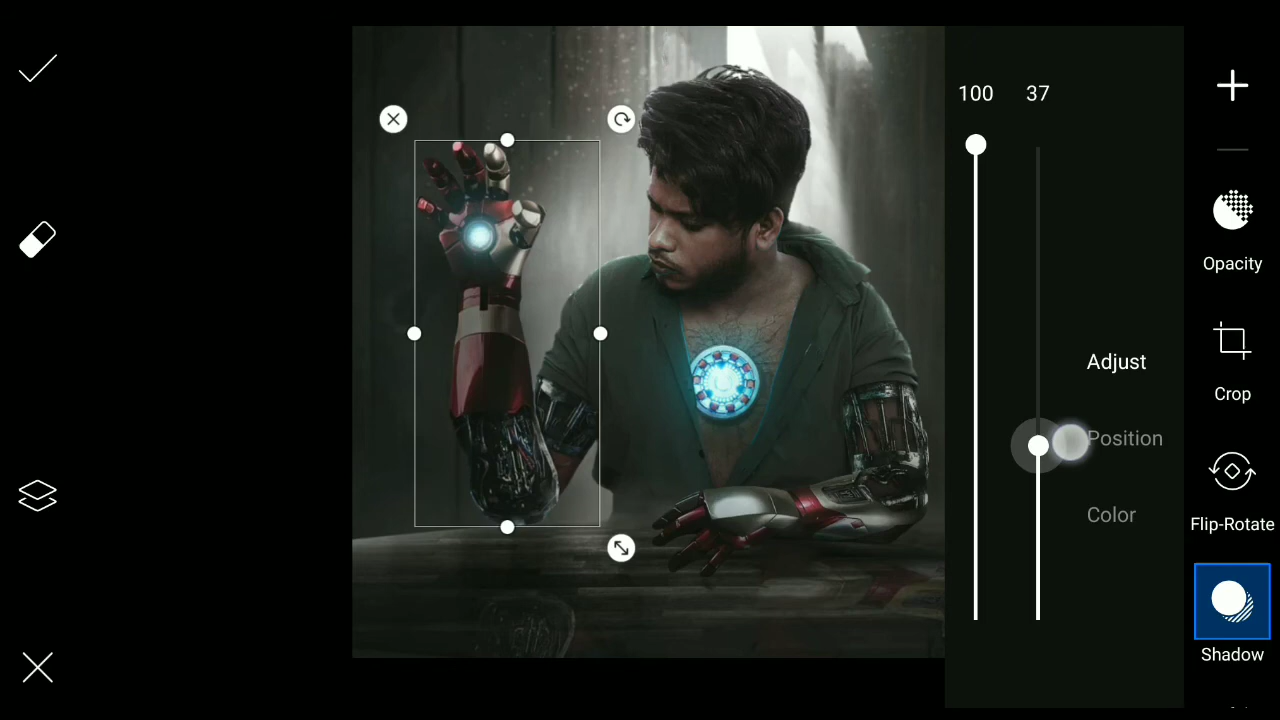 100 37
Opacity
Adjust
Crop
Position
Color
Flip-Rotate
Shadow